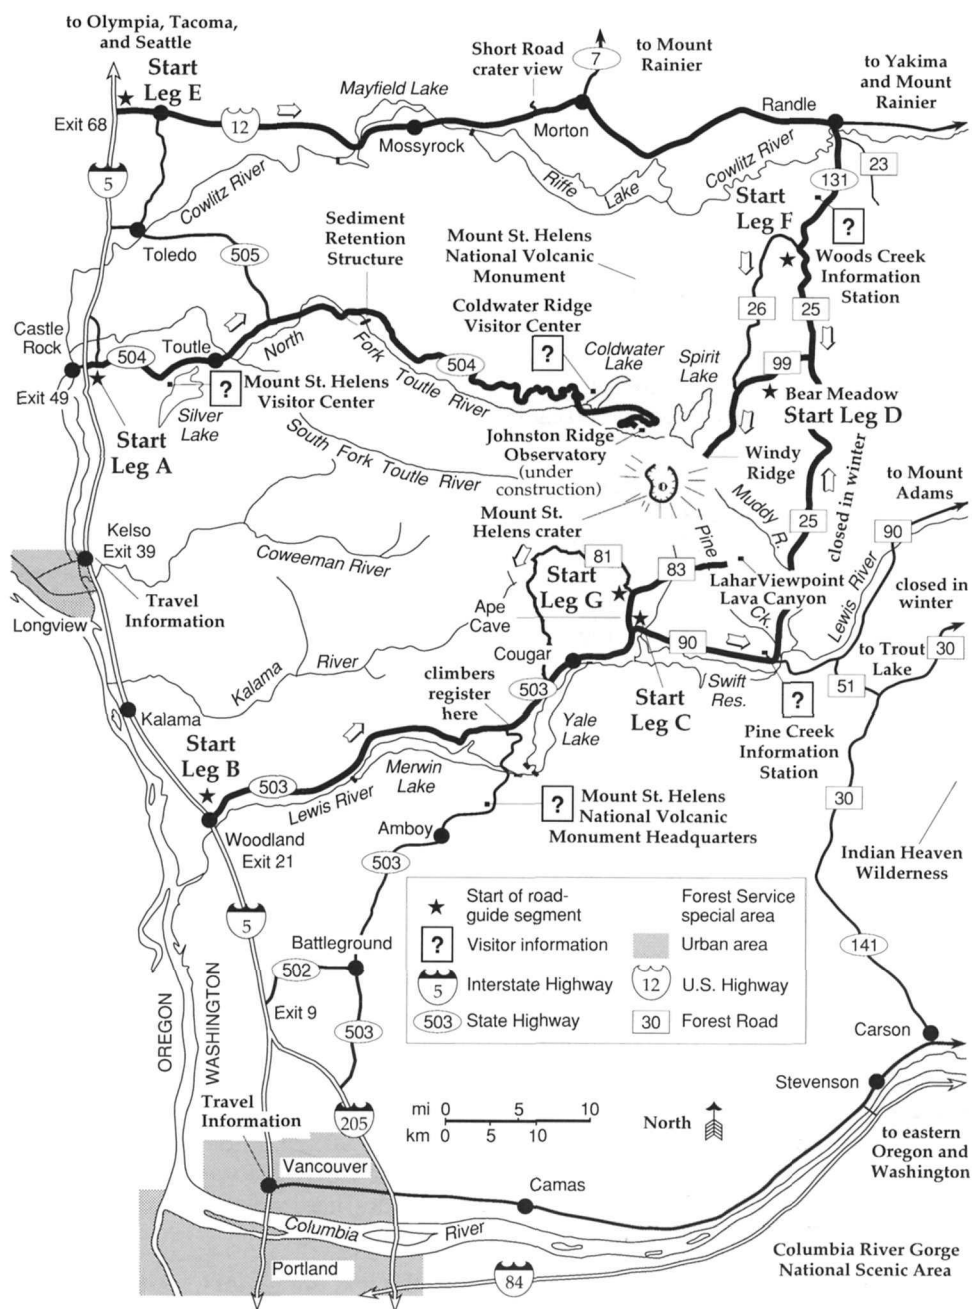 to Olympia, Tacoma,
and Seattle
Start
Leg E
Exit 68
12
Mayfield Lake
Mossyrock
Short Road
crater view
7
to Mount
Rainier
Morton
Randle
to Yakima
and Mount
Rainier
5
Cowlitz River
Riffe
Lake
Cowlitz River
131
23
Start
Leg F
?
Woods Creek
Information
Station
Toledo
505
Sediment
Retention
Structure
Mount St. Helens
National Volcanic
Monument
Coldwater Ridge
Visitor Center
?
26
25
Castle
Rock
504
Exit 49
Toutle
?
Mount St. Helens
Visitor Center
Silver
Lake
North
Fork
Toutle River
504
Coldwater
Lake
Spirit
Lake
99
Bear Meadow
Start Leg D
Start
Leg A
South Fork Toutle River
Johnston Ridge
Observatory
(under
construction)
Windy
Ridge
Mount St.
Helens crater
Muddy R.
25
closed in winter
to Mount
Adams
90
Kelso
Exit 39
Coweeman River
Longview
Travel
Information
81
Start
Leg G
83
Pine
Ck.
Lahar Viewpoint
Lava Canyon
Lewis River
closed in
winter
Ape
Cave
90
to Trout
Lake
30
51
Kalama
River
Cougar
climbers
register
here
503
Swift
Res.
Start
Leg C
?
Pine Creek
Information
Station
Kalama
Start
Leg B
503
Lewis River
Merwin
Lake
Yale
Lake
Woodland
Exit 21
?
Mount St. Helens
National Volcanic
Monument Headquarters
30
Amboy
503
Indian Heaven
Wilderness
5
Battleground
502
Exit 9
503
Start of road-
guide segment
Forest Service
special area
?
Visitor information
Urban area
5
Interstate Highway
12
U.S. Highway
503
State Highway
30
Forest Road
141
Carson
Stevenson
OREGON
WASHINGTON
Travel
Information
205
mi 0 5 10
km 0 5 10
North
to eastern
Oregon and
Washington
Vancouver
Camas
Columbia
River
Portland
84
Columbia River Gorge
National Scenic Area